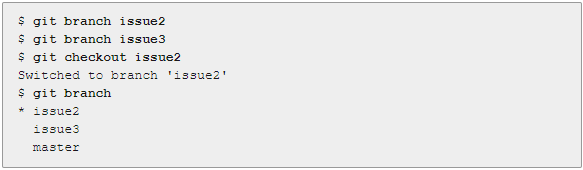 $ git branch issue2
$ git branch issue3
$ git checkout issue2
Switched to branch 'issue2'
$ git branch
* issue2
  issue3
  master